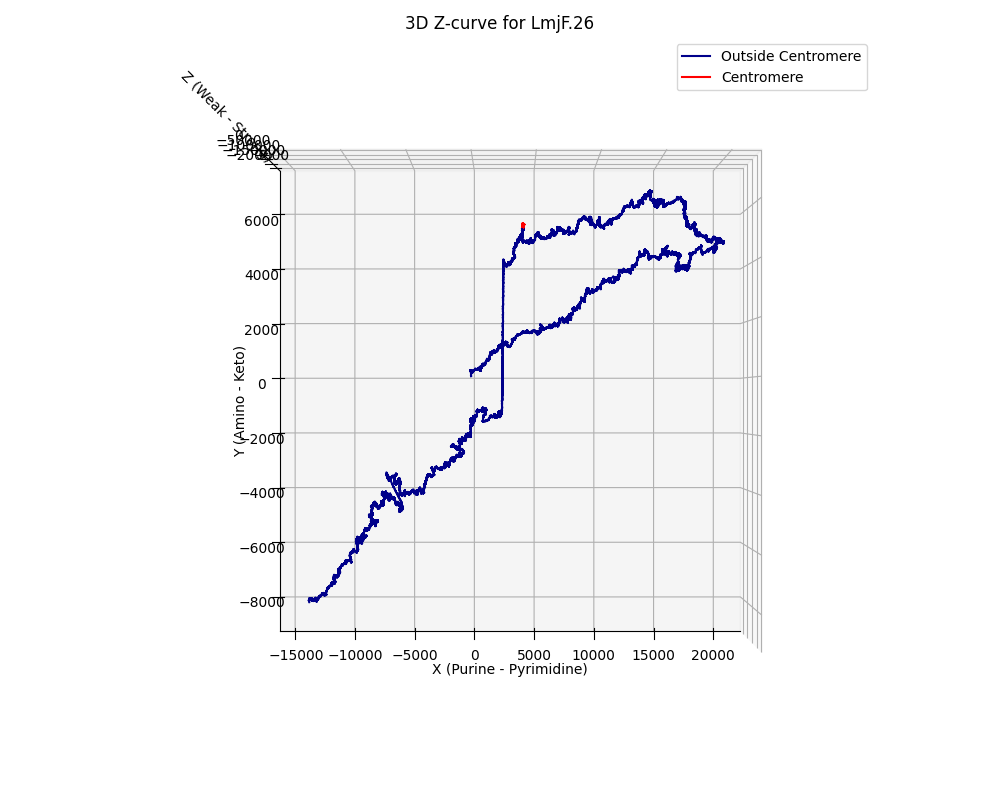 3D Z-curve for LmjF.26
Outside Centromere
Centromere
Z (Weak - 
6000
4000
2000
0
−2000
−4000
−6000
−8000
Y (Amino - Keto)
−15000 −10000 −5000 0 5000 10000 15000 20000
X (Purine - Pyrimidine)